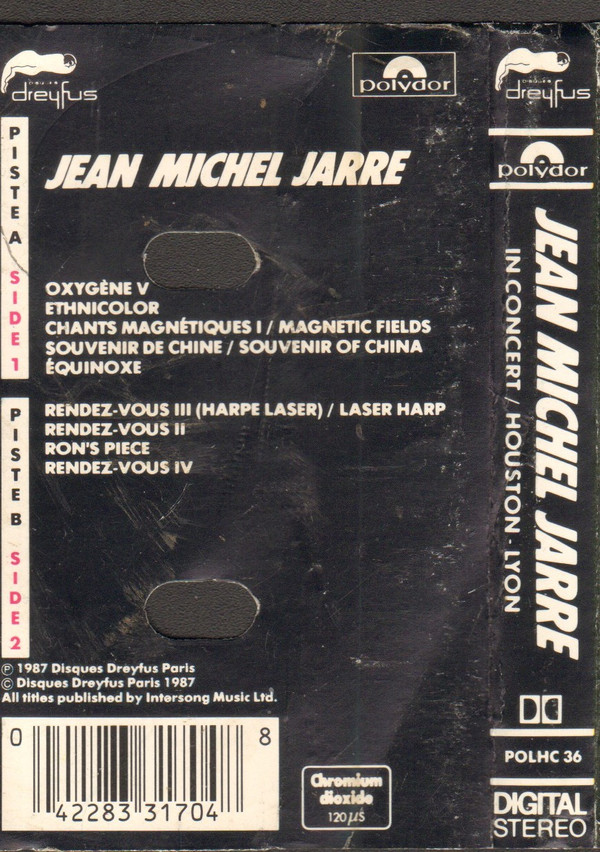 dreyfus
polydor
JEAN MICHEL JARRE
PISTE A SIDE 1
OXYGÈNE V
ETHNICOLOR
CHANTS MAGNÉTIQUES I / MAGNETIC FIELDS
SOUVENIR DE CHINE / SOUVENIR OF CHINA
ÉQUINOXE
PISTE B SIDE 2
RENDEZ-VOUS III (HARPE LASER) / LASER HARP
RENDEZ-VOUS II
RON'S PIECE
RENDEZ-VOUS IV
℗ 1987 Disques Dreyfus Paris
© Disques Dreyfus Paris 1987
All titles published by Intersong Music Ltd.
0 42283 31704 8
Chromium
dioxide
120 µS
dreyfus
polydor
JEAN MICHEL JARRE
IN CONCERT / HOUSTON - LYON
POLHC 36
DIGITAL
STEREO